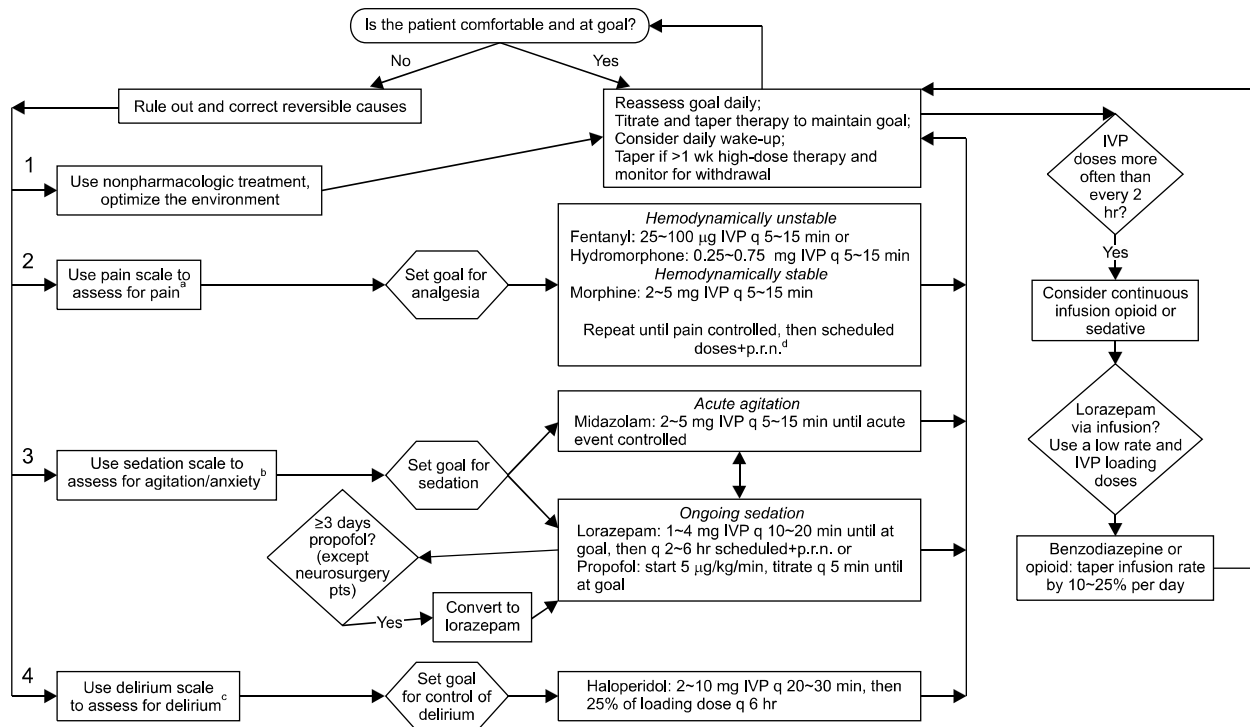 Is the patient comfortable and at goal?
No
Yes
Rule out and correct reversible causes
Reassess goal daily;
Titrate and taper therapy to maintain goal;
Consider daily wake-up;
Taper if >1 wk high-dose therapy and
monitor for withdrawal
IVP
doses more
often than
every 2
hr?
Yes
Consider continuous
infusion opioid or
sedative
Lorazepam
via infusion?
Use a low rate and
IVP loading
doses
Benzodiazepine or
opioid: taper infusion rate
by 10~25% per day
1
Use nonpharmacologic treatment,
optimize the environment
2
Use pain scale to
assess for pain a
Set goal for
analgesia
Hemodynamically unstable
Fentanyl: 25~100 μg IVP q 5~15 min or
Hydromorphone: 0.25~0.75 mg IVP q 5~15 min
Hemodynamically stable
Morphine: 2~5 mg IVP q 5~15 min
Repeat until pain controlled, then scheduled
doses+p.r.n. d
3
Use sedation scale to
assess for agitation/anxiety b
Set goal for
sedation
Acute agitation
Midazolam: 2~5 mg IVP q 5~15 min until acute
event controlled
Ongoing sedation
Lorazepam: 1~4 mg IVP q 10~20 min until at
goal, then q 2~6 hr scheduled+p.r.n. or
Propofol: start 5 μg/kg/min, titrate q 5 min until
at goal
≥3 days
propofol?
(except
neurosurgery
pts)
Yes
Convert to
lorazepam
4
Use delirium scale
to assess for delirium c
Set goal
for control of
delirium
Haloperidol: 2~10 mg IVP q 20~30 min, then
25% of loading dose q 6 hr